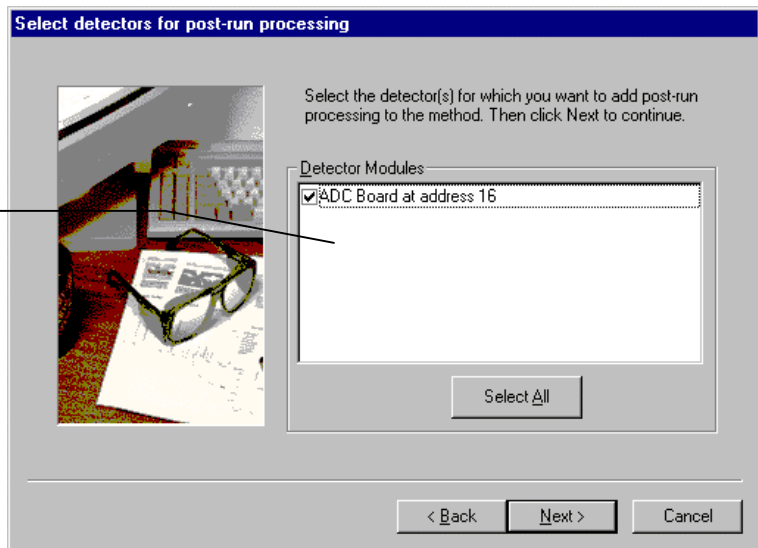 Select detectors for post-run processing
Select the detector(s) for which you want to add post-run
processing to the method. Then click Next to continue.
Detector Modules
ADC Board at address 16
Select All
< Back
Next >
Cancel